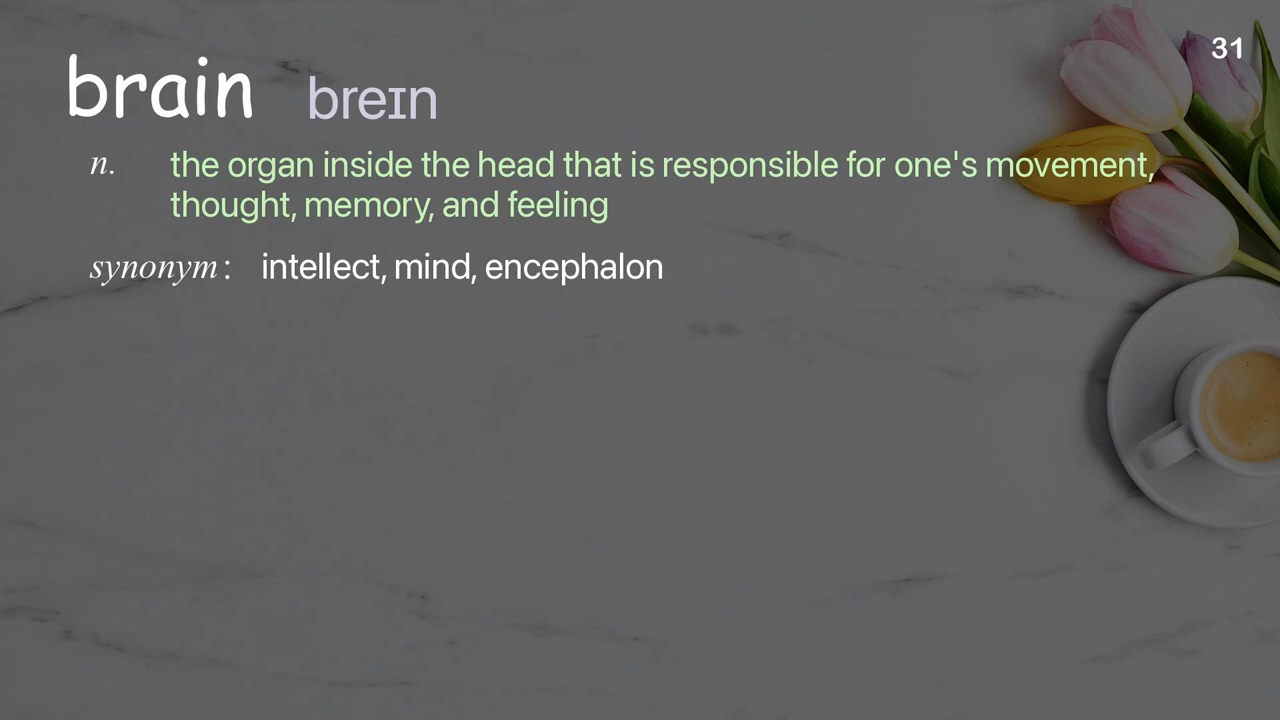 31
brain breɪn
n. the organ inside the head that is responsible for one's movement,
thought, memory, and feeling
synonym: intellect, mind, encephalon